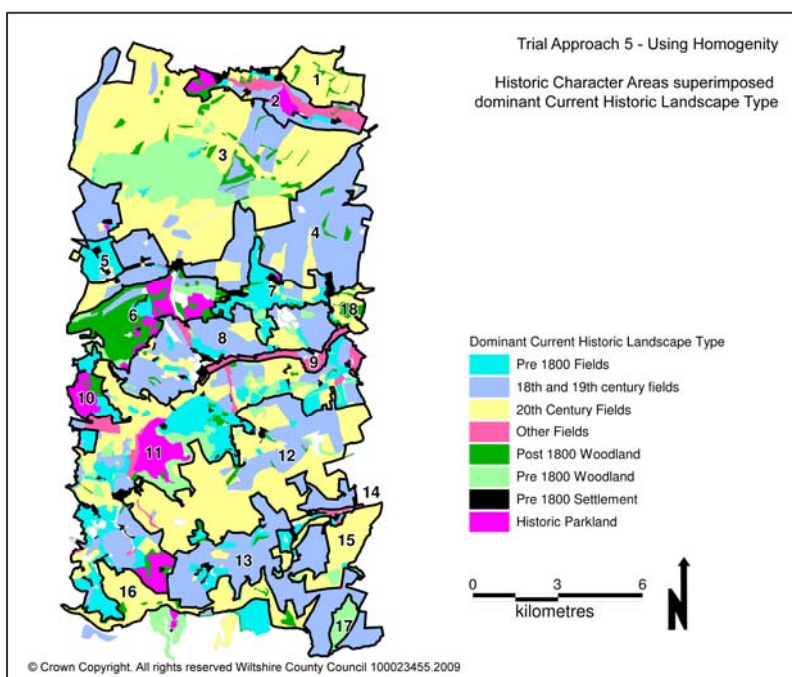 Trial Approach 5 - Using Homogenity
Historic Character Areas superimposed
dominant Current Historic Landscape Type
1
2
3
4
5
6
7
18
8
9
10
11
12
14
15
13
16
17
Dominant Current Historic Landscape Type
Pre 1800 Fields
18th and 19th century fields
20th Century Fields
Other Fields
Post 1800 Woodland
Pre 1800 Woodland
Pre 1800 Settlement
Historic Parkland
0 3 6
kilometres
N
© Crown Copyright. All rights reserved Wiltshire County Council 100023455.2009